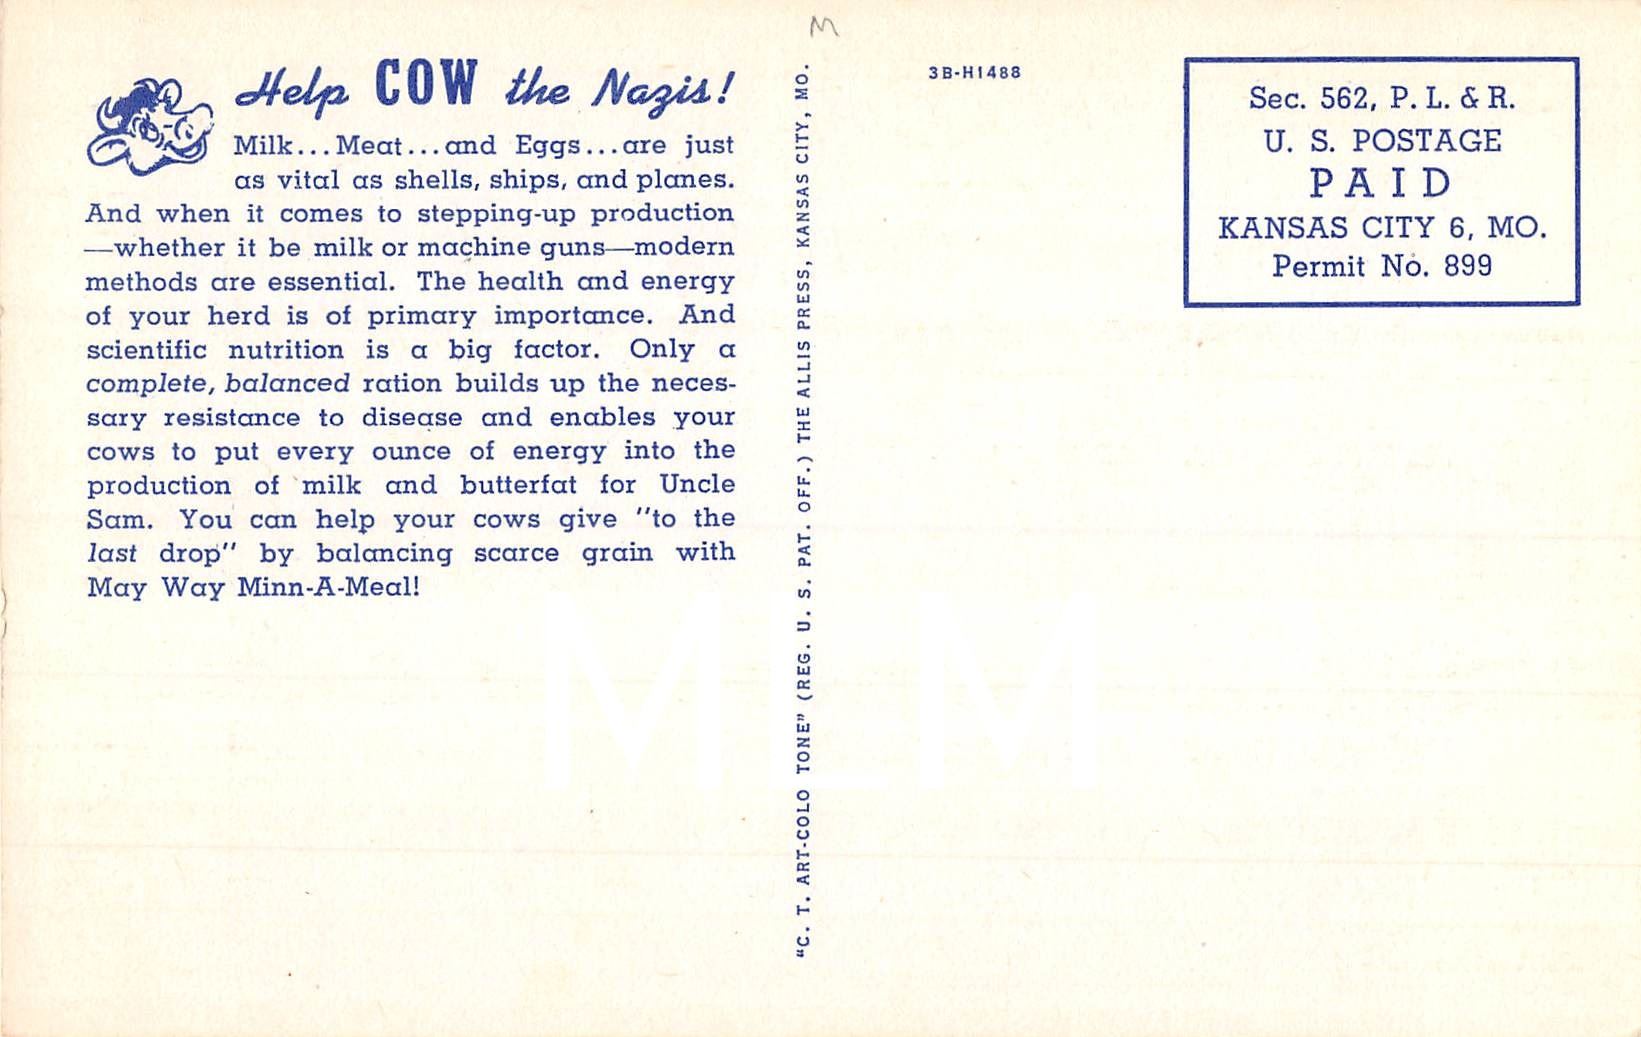 M
Help COW the Nazis!
Milk...Meat...and Eggs...are just
as vital as shells, ships, and planes.
And when it comes to stepping-up production
—whether it be milk or machine guns—modern
methods are essential. The health and energy
of your herd is of primary importance. And
scientific nutrition is a big factor. Only a
complete, balanced ration builds up the neces-
sary resistance to disease and enables your
cows to put every ounce of energy into the
production of milk and butterfat for Uncle
Sam. You can help your cows give "to the
last drop" by balancing scarce grain with
May Way Minn-A-Meal!
"C. T. ART-COLO TONE" (REG. U. S. PAT. OFF.) THE ALLIS PRESS, KANSAS CITY, MO.
3B-H1488
Sec. 562, P. L. & R.
U. S. POSTAGE
PAID
KANSAS CITY 6, MO.
Permit No. 899
MLM